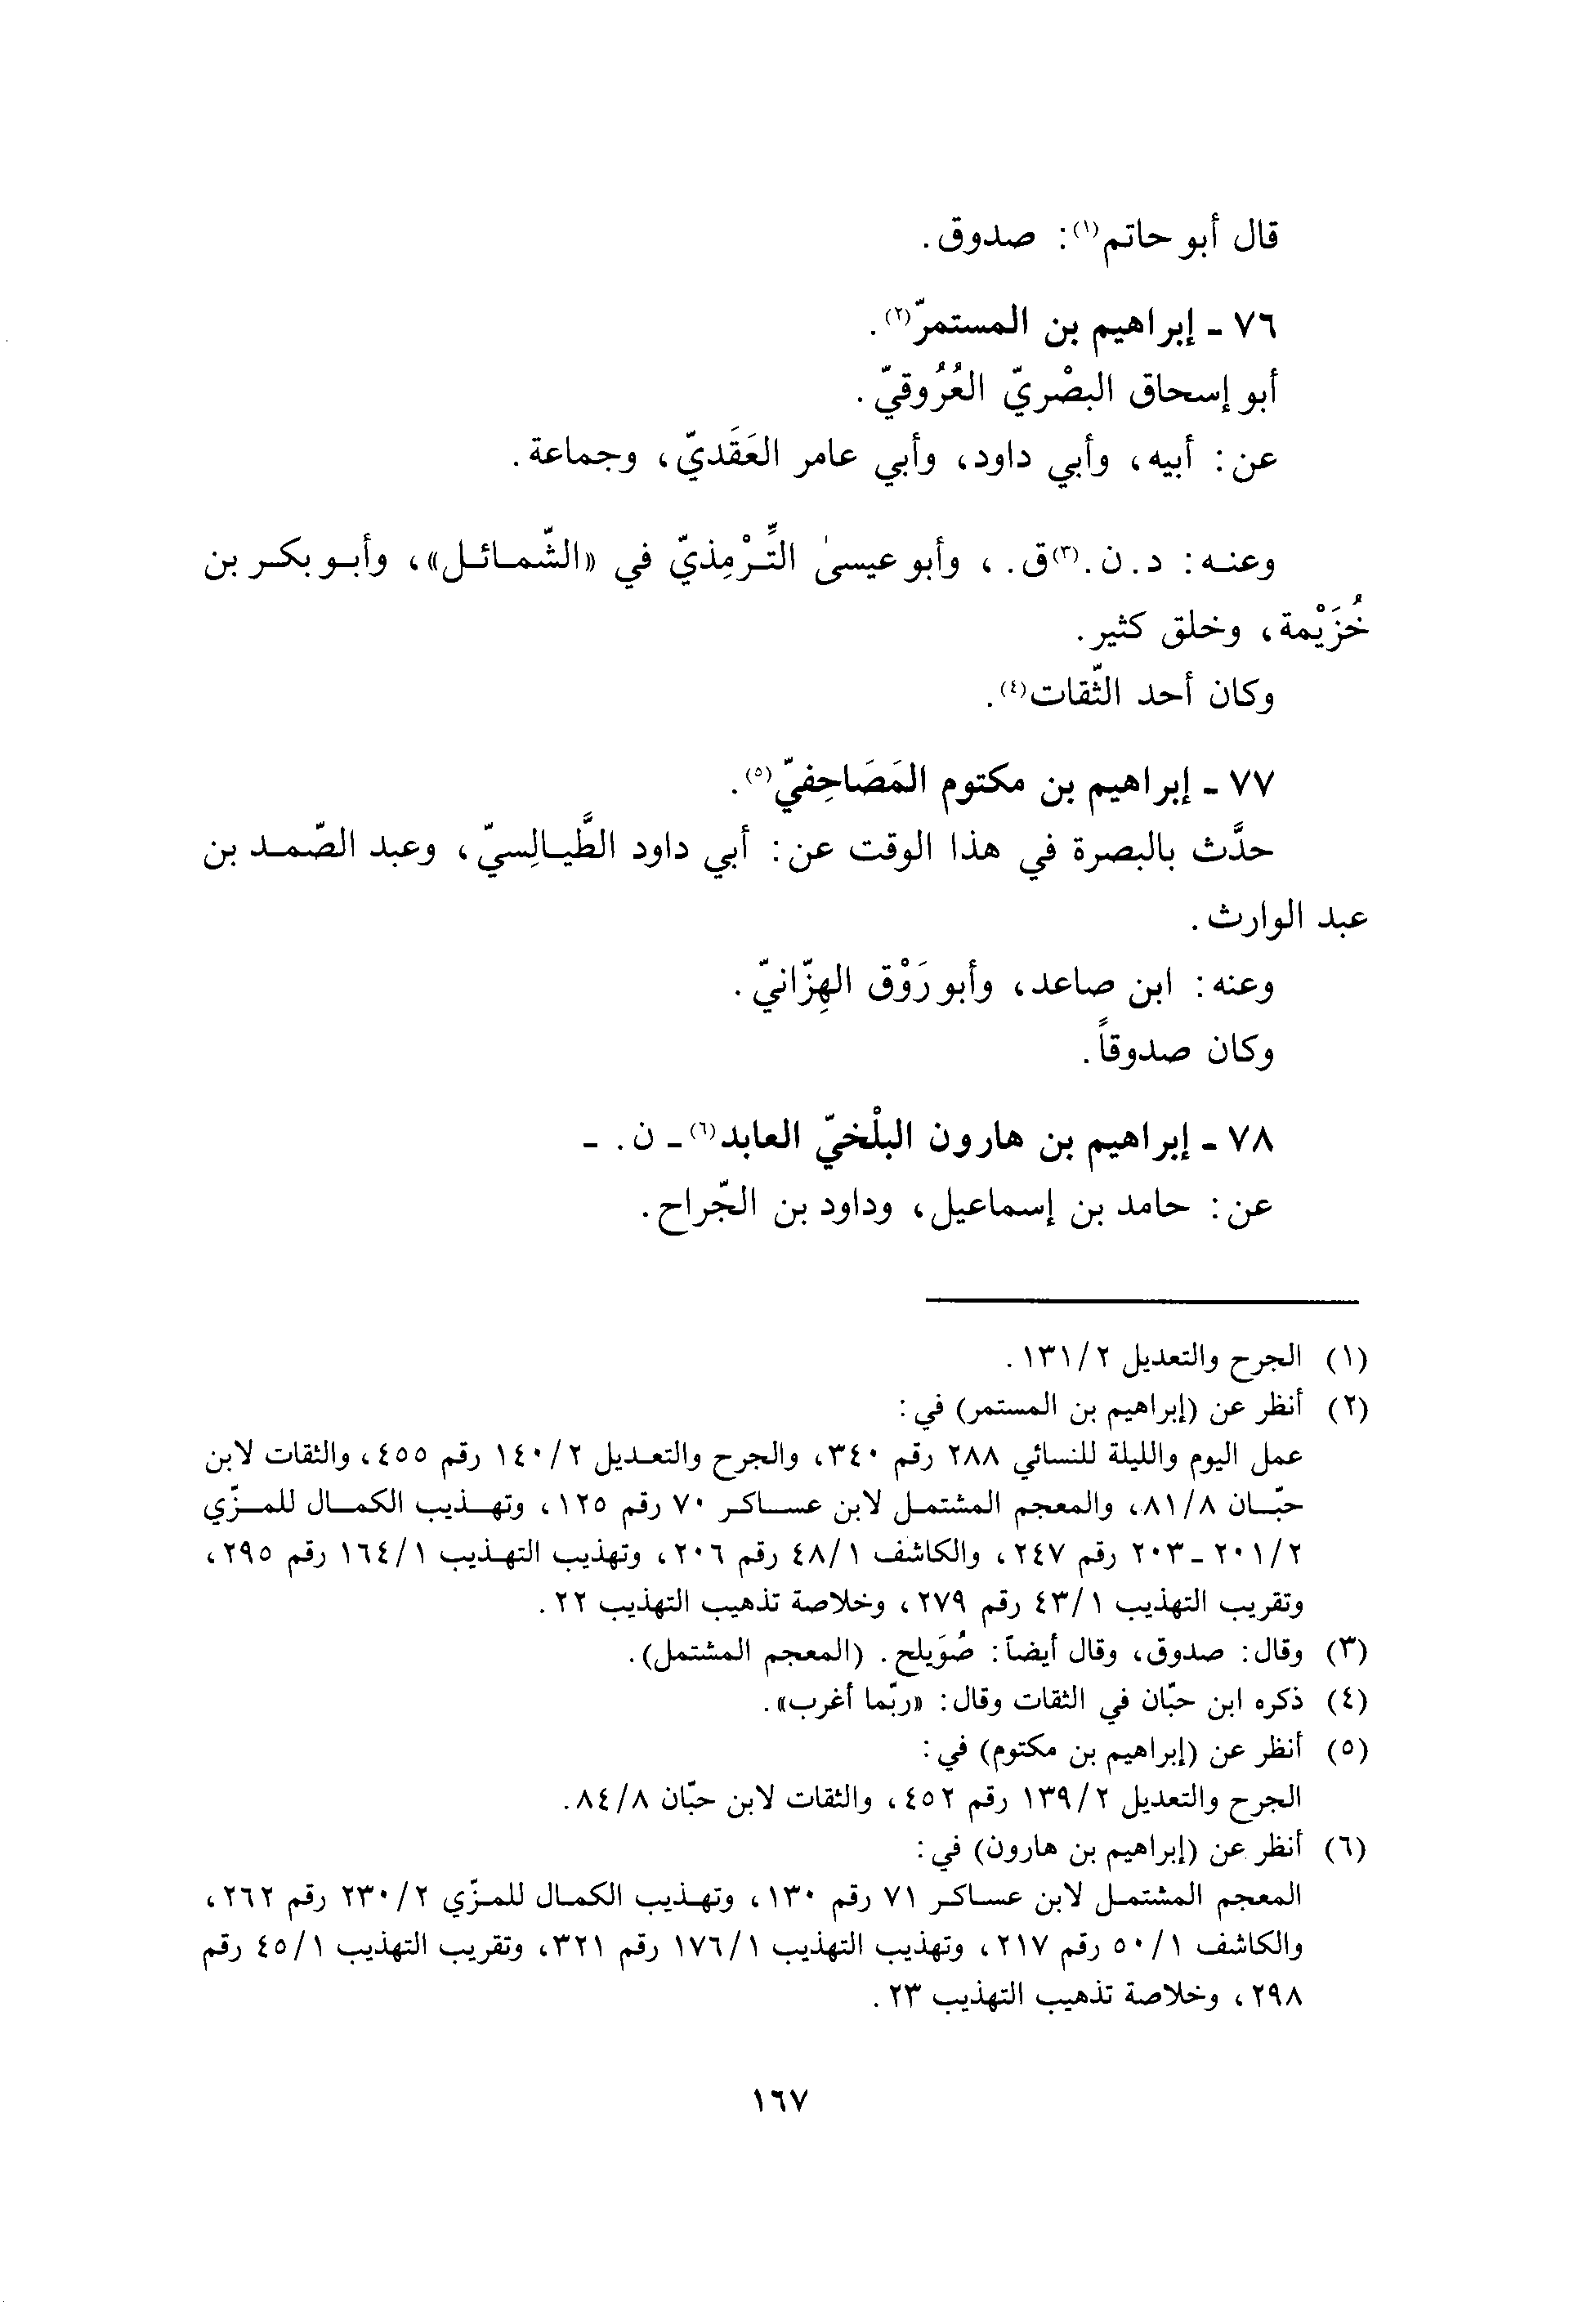 قال أبو حاتم(١): صدوق.
٧٦ - إبراهيم بن المستمرّ(٢).
أبو إسحاق البصْريّ العُرُوقيّ.
عن: أبيه، وأبي داود، وأبي عامر العَقَديّ، وجماعة.
وعنه: د. ن.(٣)ق.، وأبو عيسىٰ التِّرْمِذيّ في «الشّمائل»، وأبو بكر بن
خُزَيْمة، وخلق كثير.
وكان أحد الثّقات(٤).
٧٧ - إبراهيم بن مكتوم المَصَاحِفيّ(٥).
حدَّث بالبصرة في هذا الوقت عن: أبي داود الطَّيالِسيّ، وعبد الصّمد بن
عبد الوارث.
وعنه: ابن صاعد، وأبو رَوْق الهِزّانيّ.
وكان صدوقاً.
٧٨ - إبراهيم بن هارون البلْخيّ العابد(٦) - ن. -
عن: حامد بن إسماعيل، وداود بن الجّراح.
(١) الجرح والتعديل ١٣١/٢.
(٢) أنظر عن (إبراهيم بن المستمر) في:
عمل اليوم والليلة للنسائي ٢٨٨ رقم ٣٤٠، والجرح والتعديل ١٤٠/٢ رقم ٤٥٥، والثقات لابن
حبّان ٨١/٨، والمعجم المشتمل لابن عساكر ٧٠ رقم ١٢٥، وتهذيب الكمال للمزّي
٢٠١/٢ - ٢٠٣ رقم ٢٤٧، والكاشف ٤٨/١ رقم ٢٠٦، وتهذيب التهذيب ١٦٤/١ رقم ٢٩٥،
وتقريب التهذيب ٤٣/١ رقم ٢٧٩، وخلاصة تذهيب التهذيب ٢٢.
(٣) وقال: صدوق، وقال أيضاً: صُوَيلح. (المعجم المشتمل).
(٤) ذكره ابن حبّان في الثقات وقال: «ربّما أغرب».
(٥) أنظر عن (إبراهيم بن مكتوم) في:
الجرح والتعديل ١٣٩/٢ رقم ٤٥٢، والثقات لابن حبّان ٨٤/٨.
(٦) أنظر عن (إبراهيم بن هارون) في:
المعجم المشتمل لابن عساكر ٧١ رقم ١٣٠، وتهذيب الكمال للمزّي ٢٣٠/٢ رقم ٢٦٢،
والكاشف ٥٠/١ رقم ٢١٧، وتهذيب التهذيب ١٧٦/١ رقم ٣٢١، وتقريب التهذيب ٤٥/١ رقم
٢٩٨، وخلاصة تذهيب التهذيب ٢٣.
١٦٧